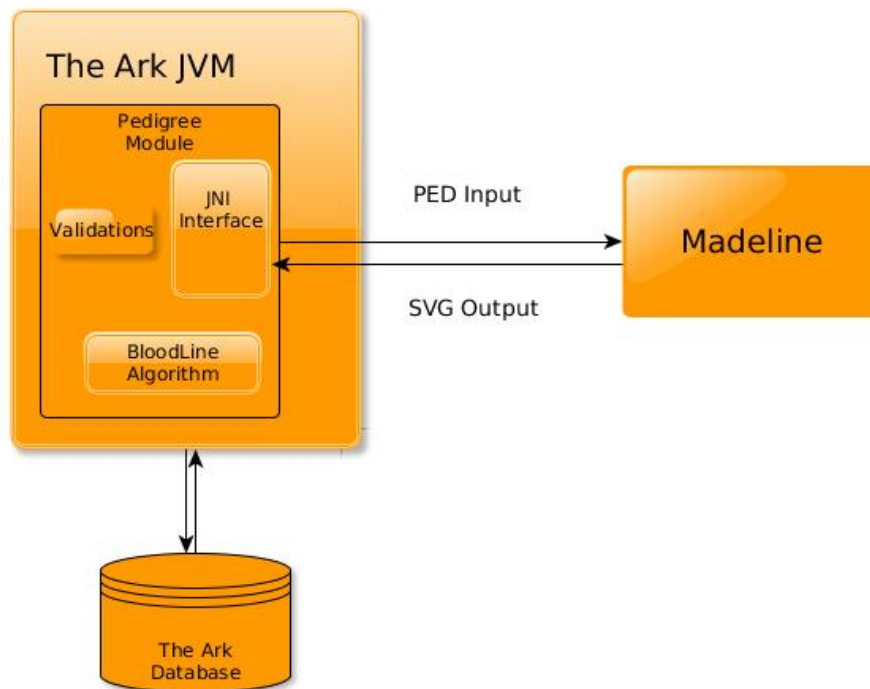 The Ark JVM
Pedigree
Module
JNI
Interface
Validations
BloodLine
Algorithm
PED Input
SVG Output
Madeline
The Ark
Database